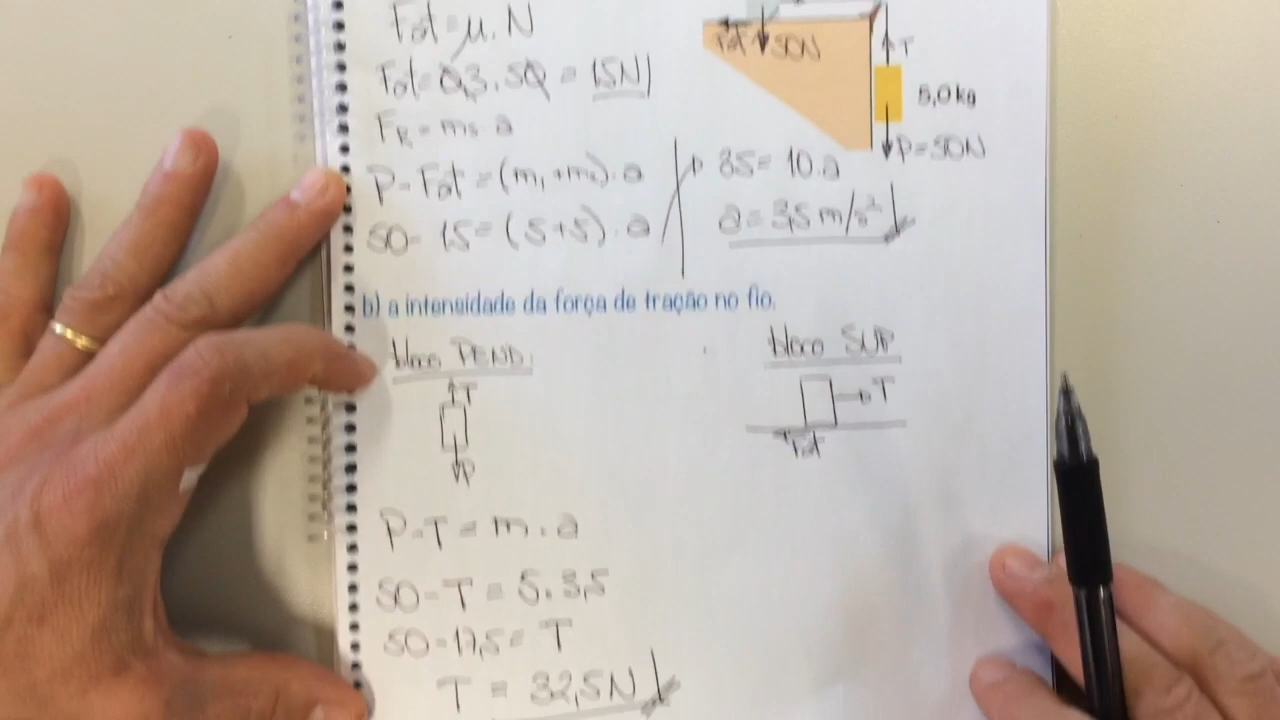 Fat = μ.N
Fat = 0,3.50 = 15N
FR = ms.a
P - Fat = (m1+m2).a
50 - 15 = (5+5).a
35 = 10.a
a = 3,5 m/s²
Fat 50N
T
5,0 kg
P = 50N
b) a intensidade da força de tração no fio.
bloco PEND.
T
P
P - T = m.a
50 - T = 5.3,5
50 - 17,5 = T
T = 32,5N
bloco SUP
T
Fat